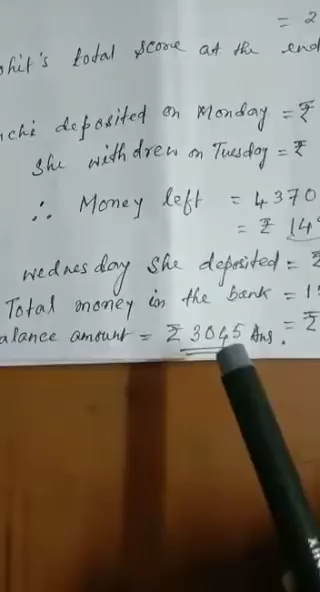 = 2
ohit's total score at the end
nchi deposited on Monday = ₹
She withdrew on Tuesday = ₹
∴ Money left = 4370
= ₹ 14
Wednesday She deposited = ₹
Total money in the bank = 1
= ₹
alance amount = ₹ 3045 Ans.